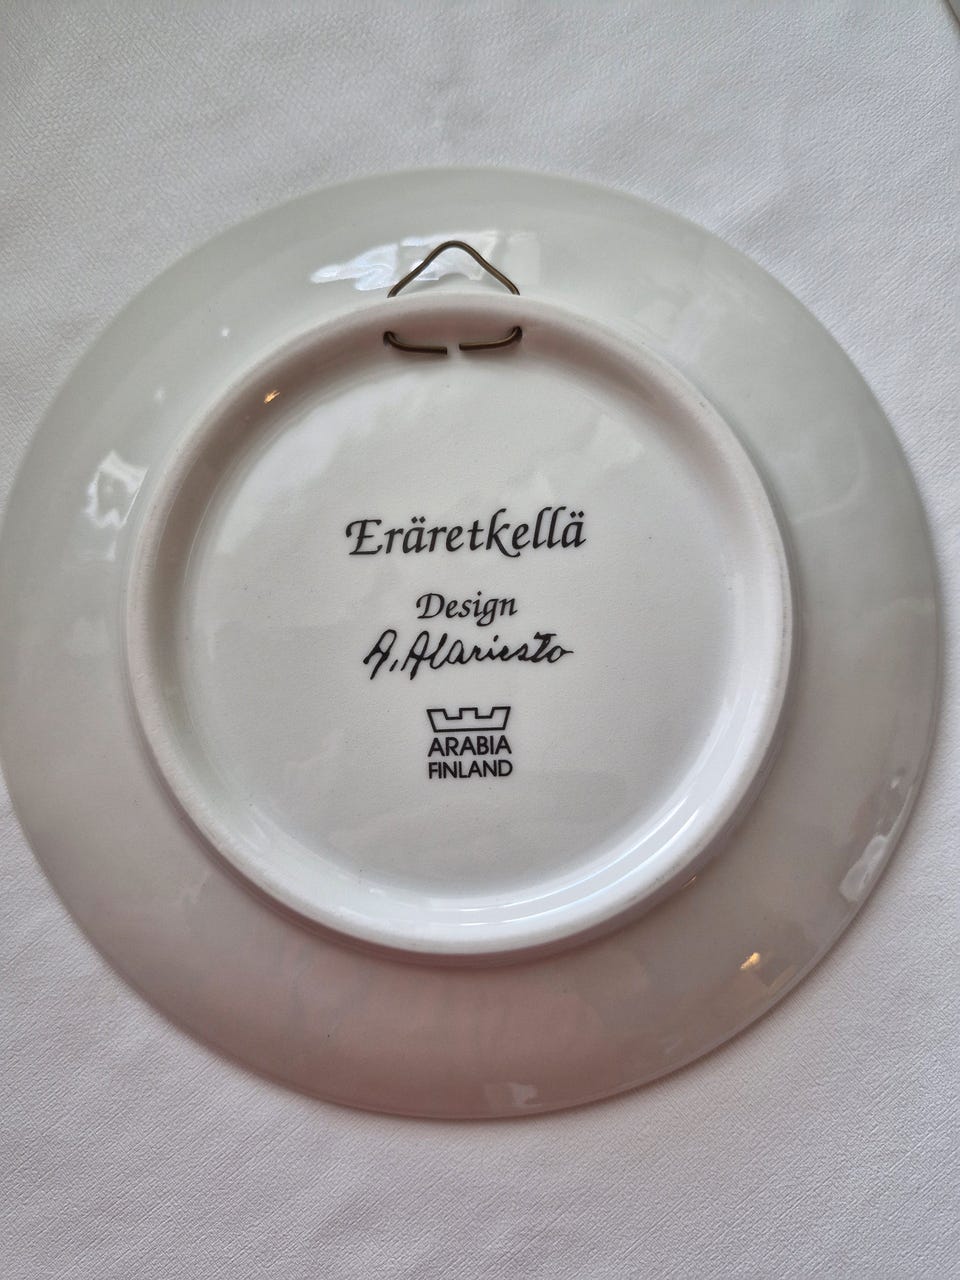 Eräretkellä
Design
A. Alariesto
ARABIA
FINLAND